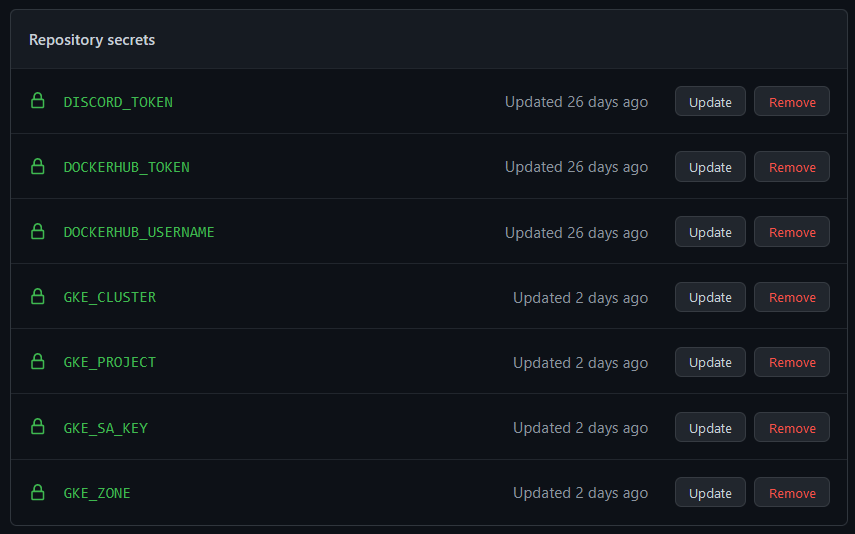 Repository secrets
DISCORD_TOKEN Updated 26 days ago Update Remove
DOCKERHUB_TOKEN Updated 26 days ago Update Remove
DOCKERHUB_USERNAME Updated 26 days ago Update Remove
GKE_CLUSTER Updated 2 days ago Update Remove
GKE_PROJECT Updated 2 days ago Update Remove
GKE_SA_KEY Updated 2 days ago Update Remove
GKE_ZONE Updated 2 days ago Update Remove